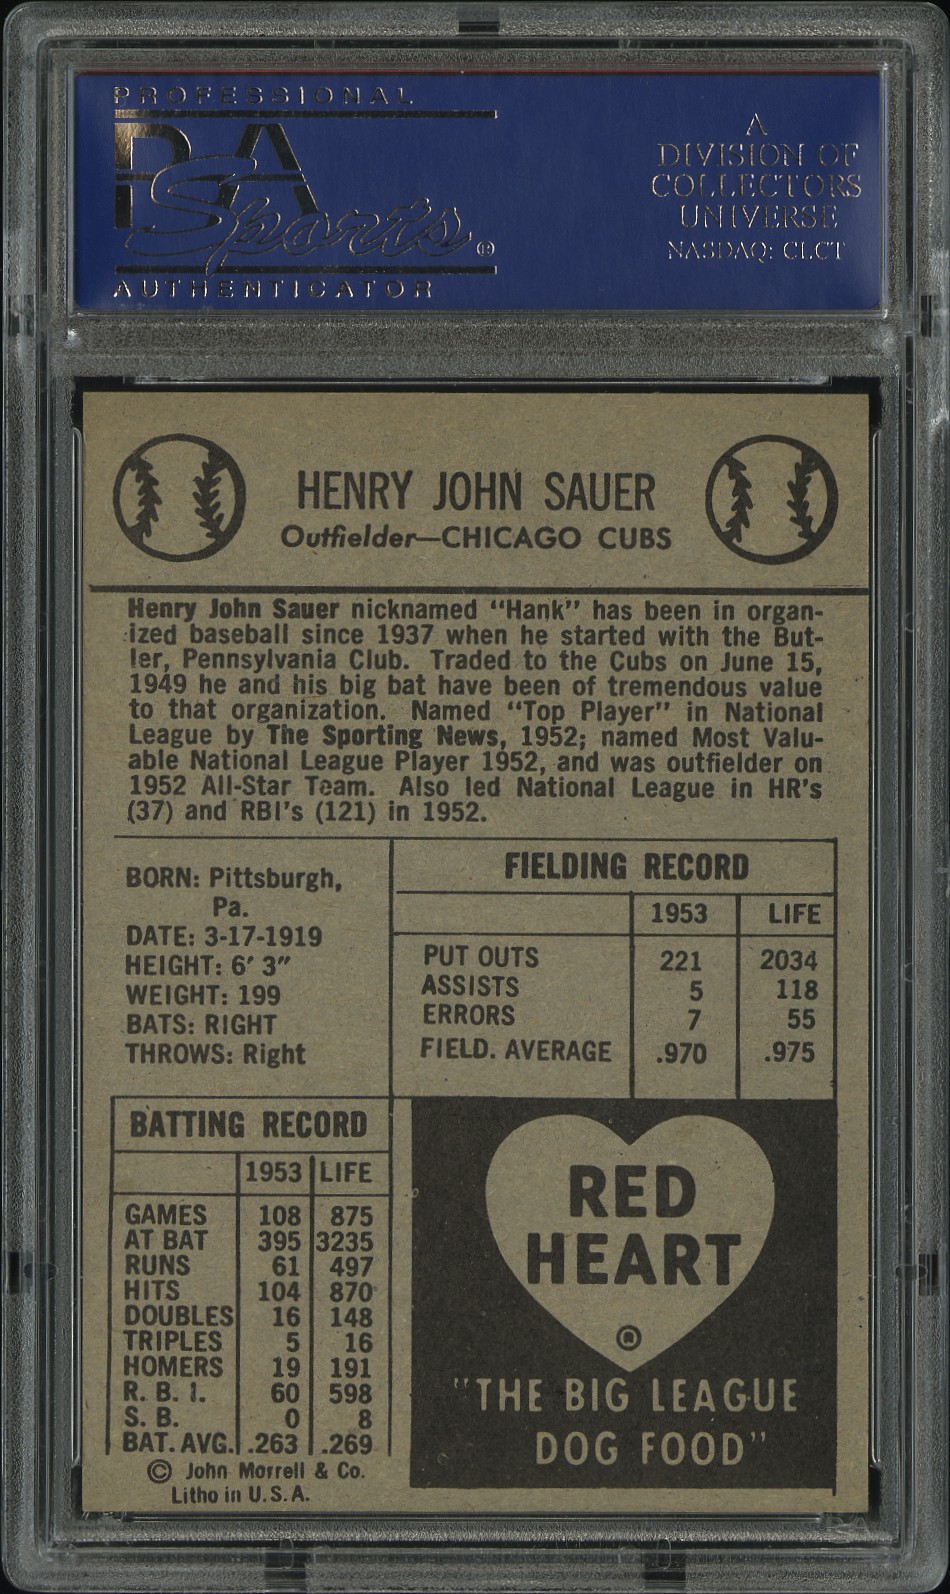 PROFESSIONAL
PSA
Sports®
AUTHENTICATOR
A
DIVISION OF
COLLECTORS
UNIVERSE
NASDAQ: CLCT
HENRY JOHN SAUER
Outfielder—CHICAGO CUBS
Henry John Sauer nicknamed "Hank" has been in organ-
ized baseball since 1937 when he started with the But-
ler, Pennsylvania Club. Traded to the Cubs on June 15,
1949 he and his big bat have been of tremendous value
to that organization. Named "Top Player" in National
League by The Sporting News, 1952; named Most Valu-
able National League Player 1952, and was outfielder on
1952 All-Star Team. Also led National League in HR's
(37) and RBI's (121) in 1952.
BORN: Pittsburgh,
Pa.
DATE: 3-17-1919
HEIGHT: 6' 3"
WEIGHT: 199
BATS: RIGHT
THROWS: Right
FIELDING RECORD
1953 LIFE
PUT OUTS 221 2034
ASSISTS 5 118
ERRORS 7 55
FIELD. AVERAGE .970 .975
BATTING RECORD
1953 LIFE
GAMES 108 875
AT BAT 395 3235
RUNS 61 497
HITS 104 870
DOUBLES 16 148
TRIPLES 5 16
HOMERS 19 191
R. B. I. 60 598
S. B. 0 8
BAT. AVG. .263 .269
© John Morrell & Co.
Litho in U.S.A.
RED
HEART
®
"THE BIG LEAGUE
DOG FOOD"